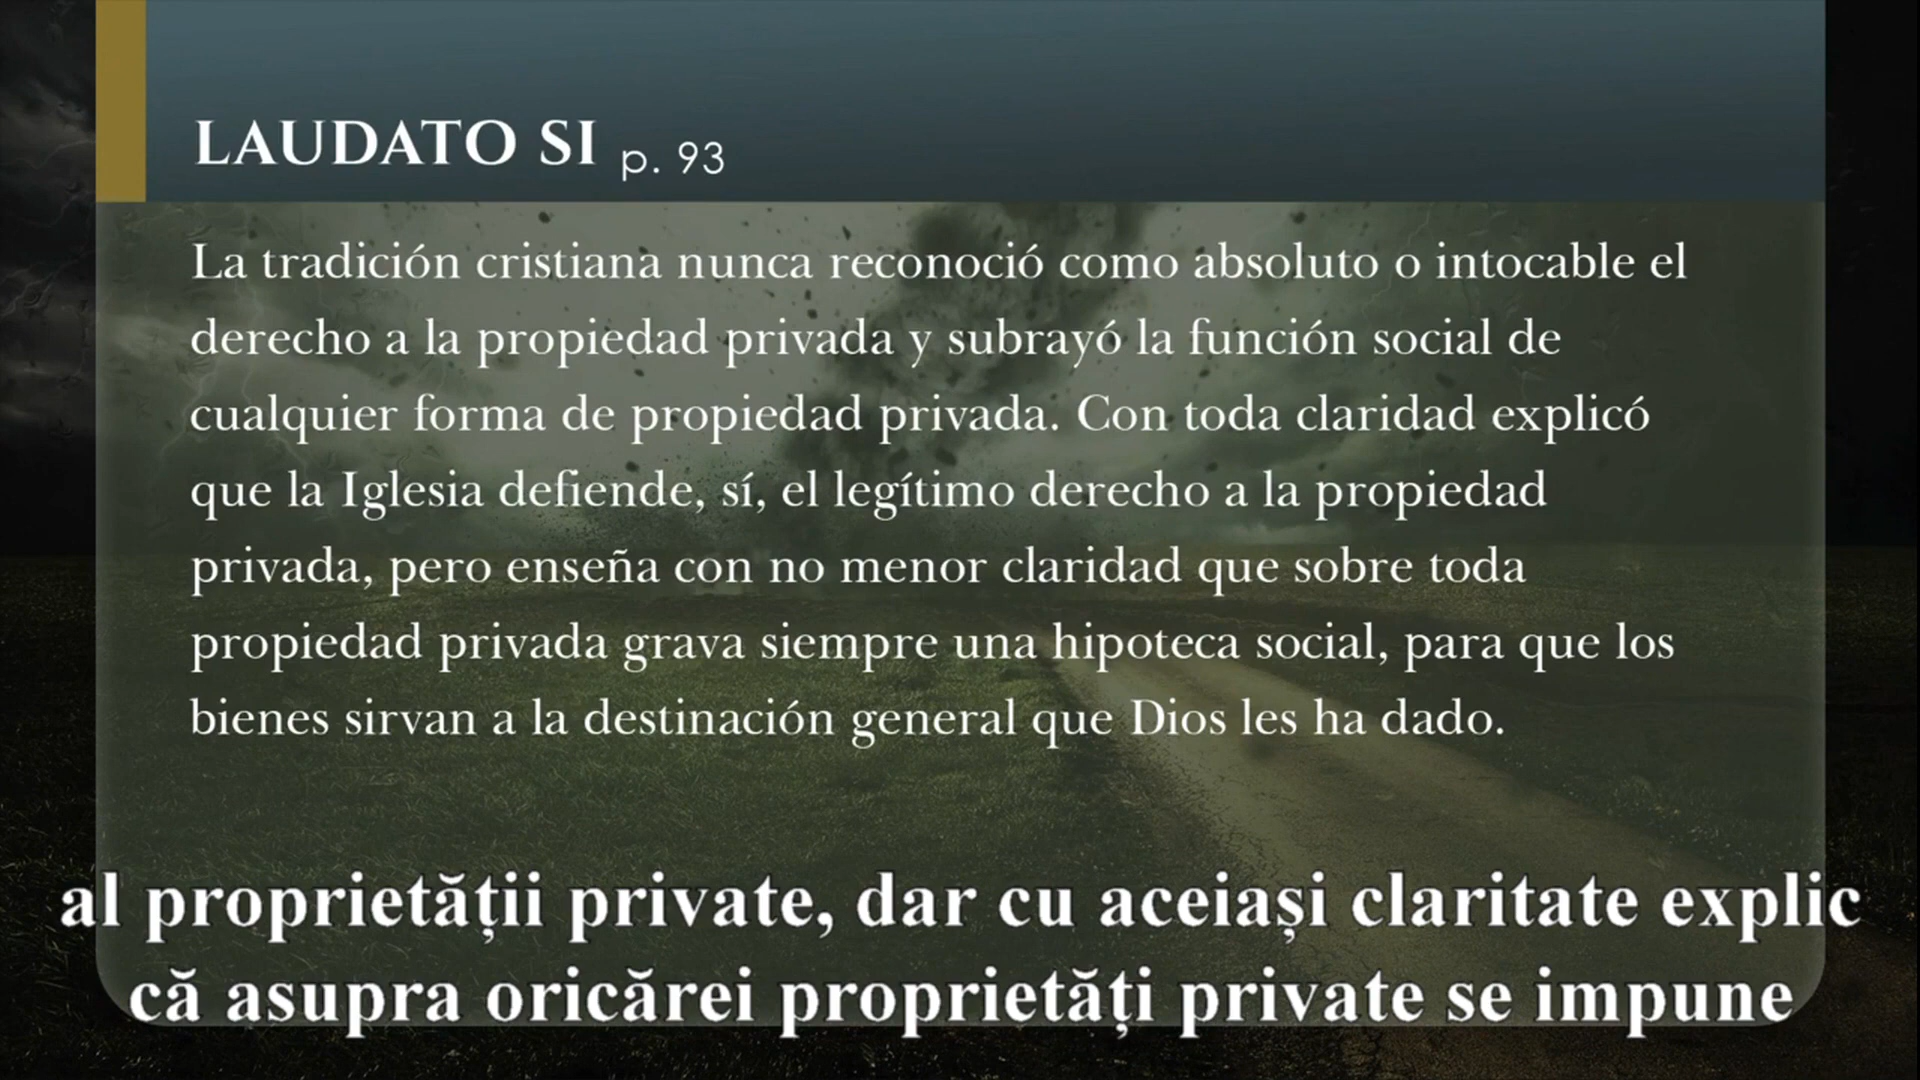 LAUDATO SI p. 93
La tradición cristiana nunca reconoció como absoluto o intocable el
derecho a la propiedad privada y subrayó la función social de
cualquier forma de propiedad privada. Con toda claridad explicó
que la Iglesia defiende, sí, el legítimo derecho a la propiedad
privada, pero enseña con no menor claridad que sobre toda
propiedad privada grava siempre una hipoteca social, para que los
bienes sirvan a la destinación general que Dios les ha dado.
al proprietății private, dar cu aceiași claritate explic
că asupra oricărei proprietăți private se impune